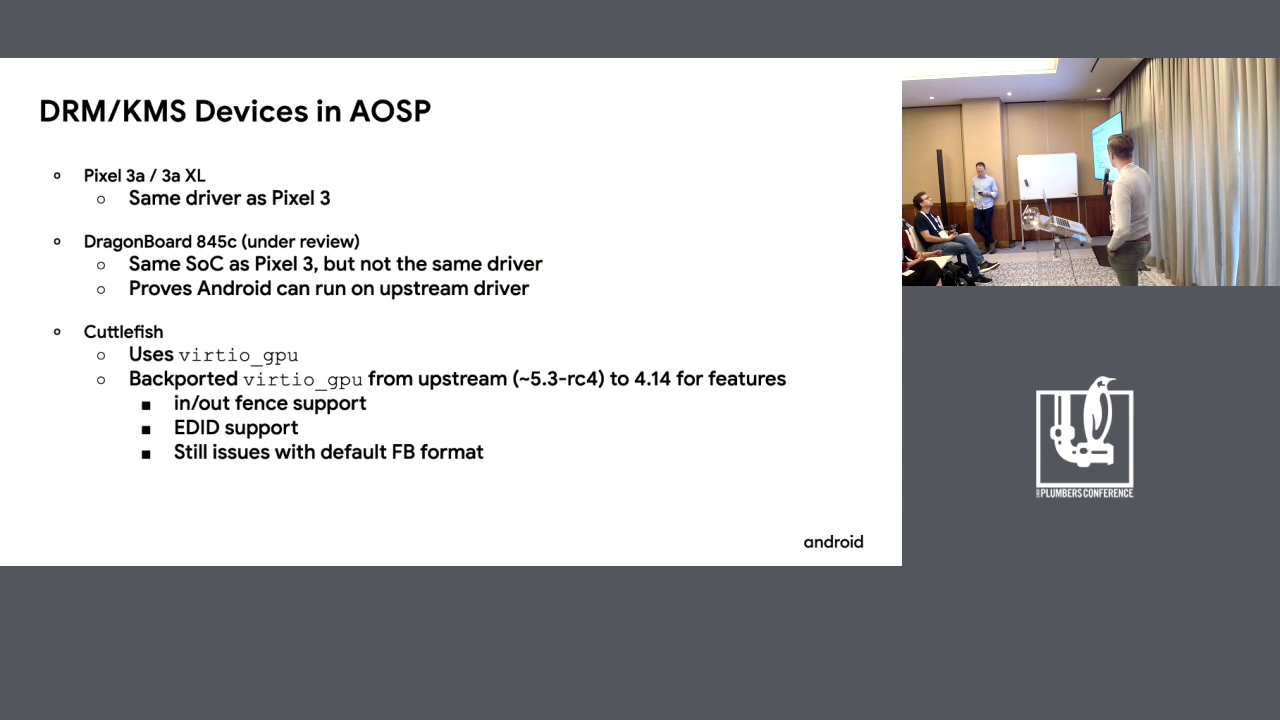 DRM/KMS Devices in AOSP
Pixel 3a / 3a XL
Same driver as Pixel 3
DragonBoard 845c (under review)
Same SoC as Pixel 3, but not the same driver
Proves Android can run on upstream driver
Cuttlefish
Uses virtio_gpu
Backported virtio_gpu from upstream (~5.3-rc4) to 4.14 for features
in/out fence support
EDID support
Still issues with default FB format
android
PLUMBERS CONFERENCE